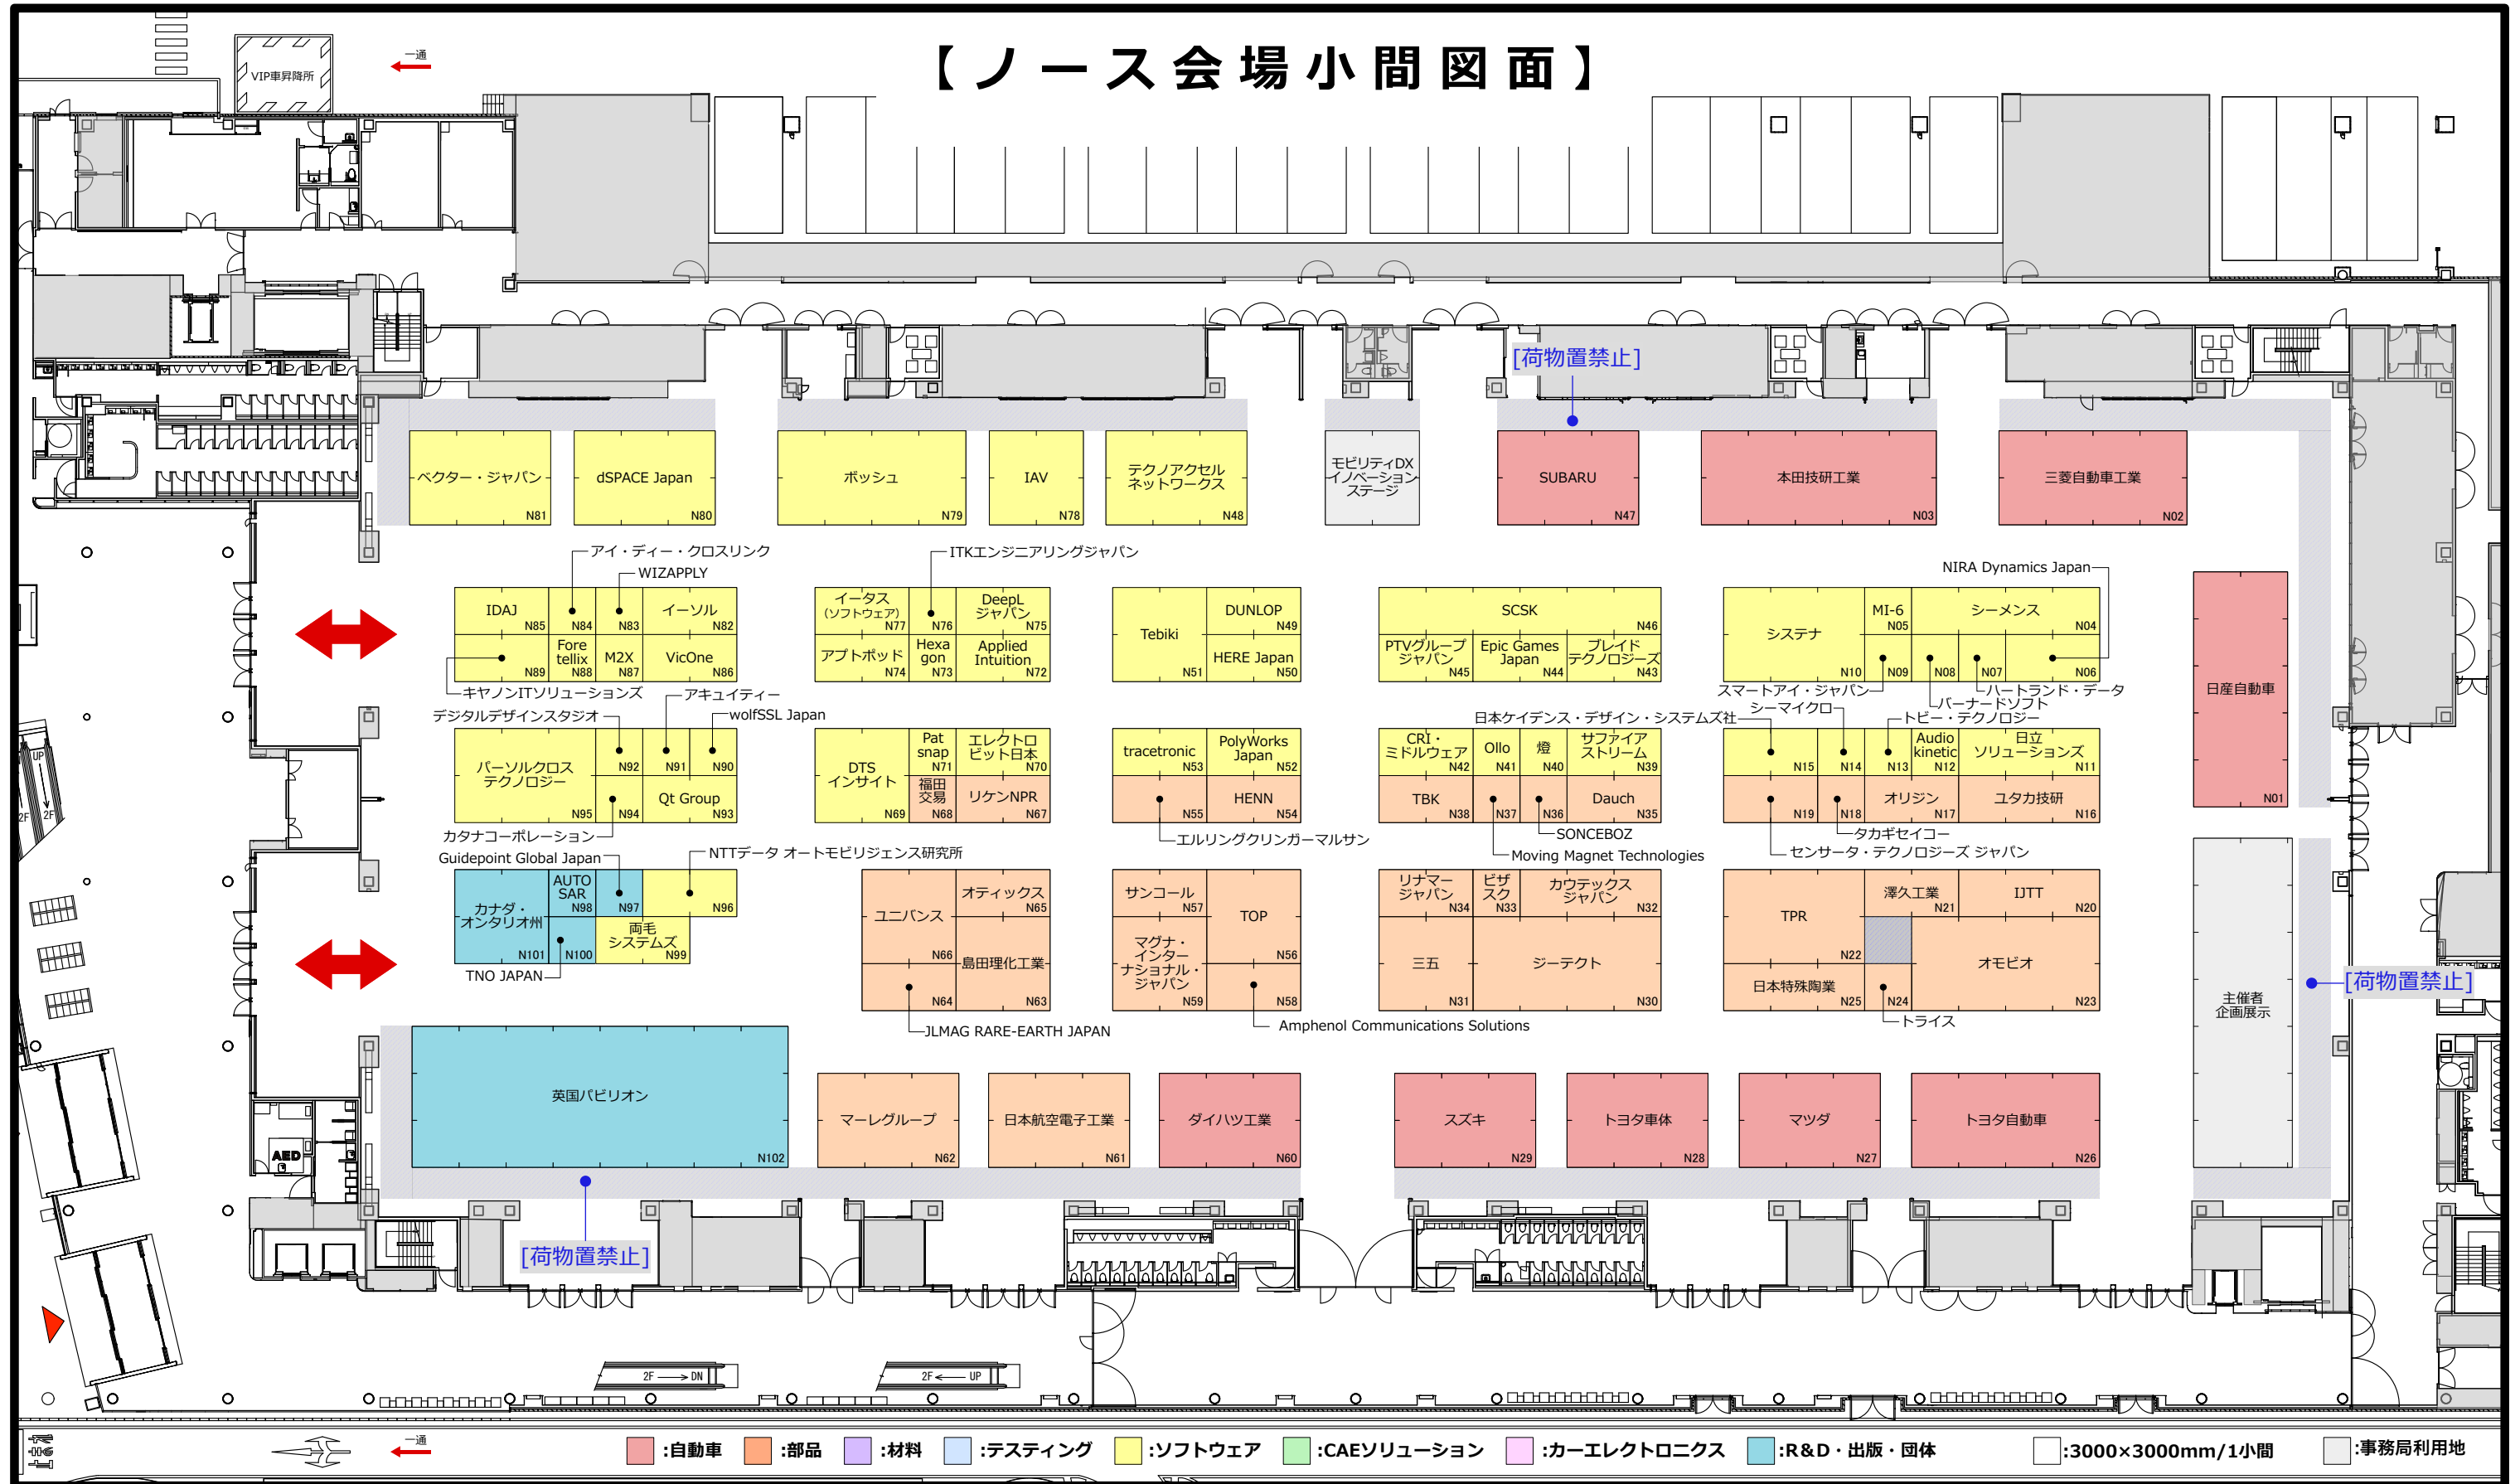 【ノース会場小間図面】
一通
VIP車昇降所
[荷物置禁止]
ベクター・ジャパン
N81
dSPACE Japan
N80
ボッシュ
N79
IAV
N78
テクノアクセル
ネットワークス
N48
モビリティDX
イノベーション
ステージ
SUBARU
N47
本田技研工業
N03
三菱自動車工業
N02
アイ・ディー・クロスリンク
WIZAPPLY
ITKエンジニアリングジャパン
NIRA Dynamics Japan
IDAJ
N85
N84
N83
イーソル
N82
イータス
(ソフトウェア)
N77
N76
DeepL
ジャパン
N75
Tebiki
N51
DUNLOP
N49
SCSK
N46
システナ
N10
MI-6
N05
シーメンス
N04
N89
Fore
tellix
N88
M2X
N87
VicOne
N86
アプトポッド
N74
Hexa
gon
N73
Applied
Intuition
N72
HERE Japan
N50
PTVグループ
ジャパン
N45
Epic Games
Japan
N44
ブレイド
テクノロジーズ
N43
N09
N08
N07
N06
日産自動車
N01
キヤノンITソリューションズ
アキュイティー
デジタルデザインスタジオ
wolfSSL Japan
スマートアイ・ジャパン
ハートランド・データ
バーナードソフト
シーマイクロ
日本ケイデンス・デザイン・システムズ社
トビー・テクノロジー
パーソルクロス
テクノロジー
N95
N92
N91
N90
DTS
インサイト
N69
Pat
snap
N71
エレクトロ
ビット日本
N70
tracetronic
N53
PolyWorks
Japan
N52
CRI・
ミドルウェア
N42
Ollo
N41
燈
N40
サファイア
ストリーム
N39
N15
N14
N13
Audio
kinetic
N12
日立
ソリューションズ
N11
N94
Qt Group
N93
福田
交易
N68
リケンNPR
N67
N55
HENN
N54
TBK
N38
N37
N36
Dauch
N35
N19
N18
オリジン
N17
ユタカ技研
N16
カタナコーポレーション
エルリングクリンガーマルサン
SONCEBOZ
Moving Magnet Technologies
タカギセイコー
センサータ・テクノロジーズ ジャパン
Guidepoint Global Japan
NTTデータ オートモビリジェンス研究所
カナダ・
オンタリオ州
N101
AUTO
SAR
N98
N97
N96
N100
両毛
システムズ
N99
TNO JAPAN
ユニバンス
N66
オティックス
N65
島田理化工業
N63
N64
JLMAG RARE-EARTH JAPAN
サンコール
N57
TOP
N56
マグナ・
インター
ナショナル・
ジャパン
N59
N58
Amphenol Communications Solutions
リナマー
ジャパン
N34
ビザ
スク
N33
カウテックス
ジャパン
N32
三五
N31
ジーテクト
N30
TPR
N22
澤久工業
N21
IJTT
N20
日本特殊陶業
N25
N24
オモビオ
N23
トライス
主催者
企画展示
[荷物置禁止]
英国パビリオン
N102
マーレグループ
N62
日本航空電子工業
N61
ダイハツ工業
N60
スズキ
N29
トヨタ車体
N28
マツダ
N27
トヨタ自動車
N26
[荷物置禁止]
AED
UP
2F
2F
2F → DN
2F ← UP
一通
:自動車
:部品
:材料
:テスティング
:ソフトウェア
:CAEソリューション
:カーエレクトロニクス
:R&D・出版・団体
:3000×3000mm/1小間
:事務局利用地